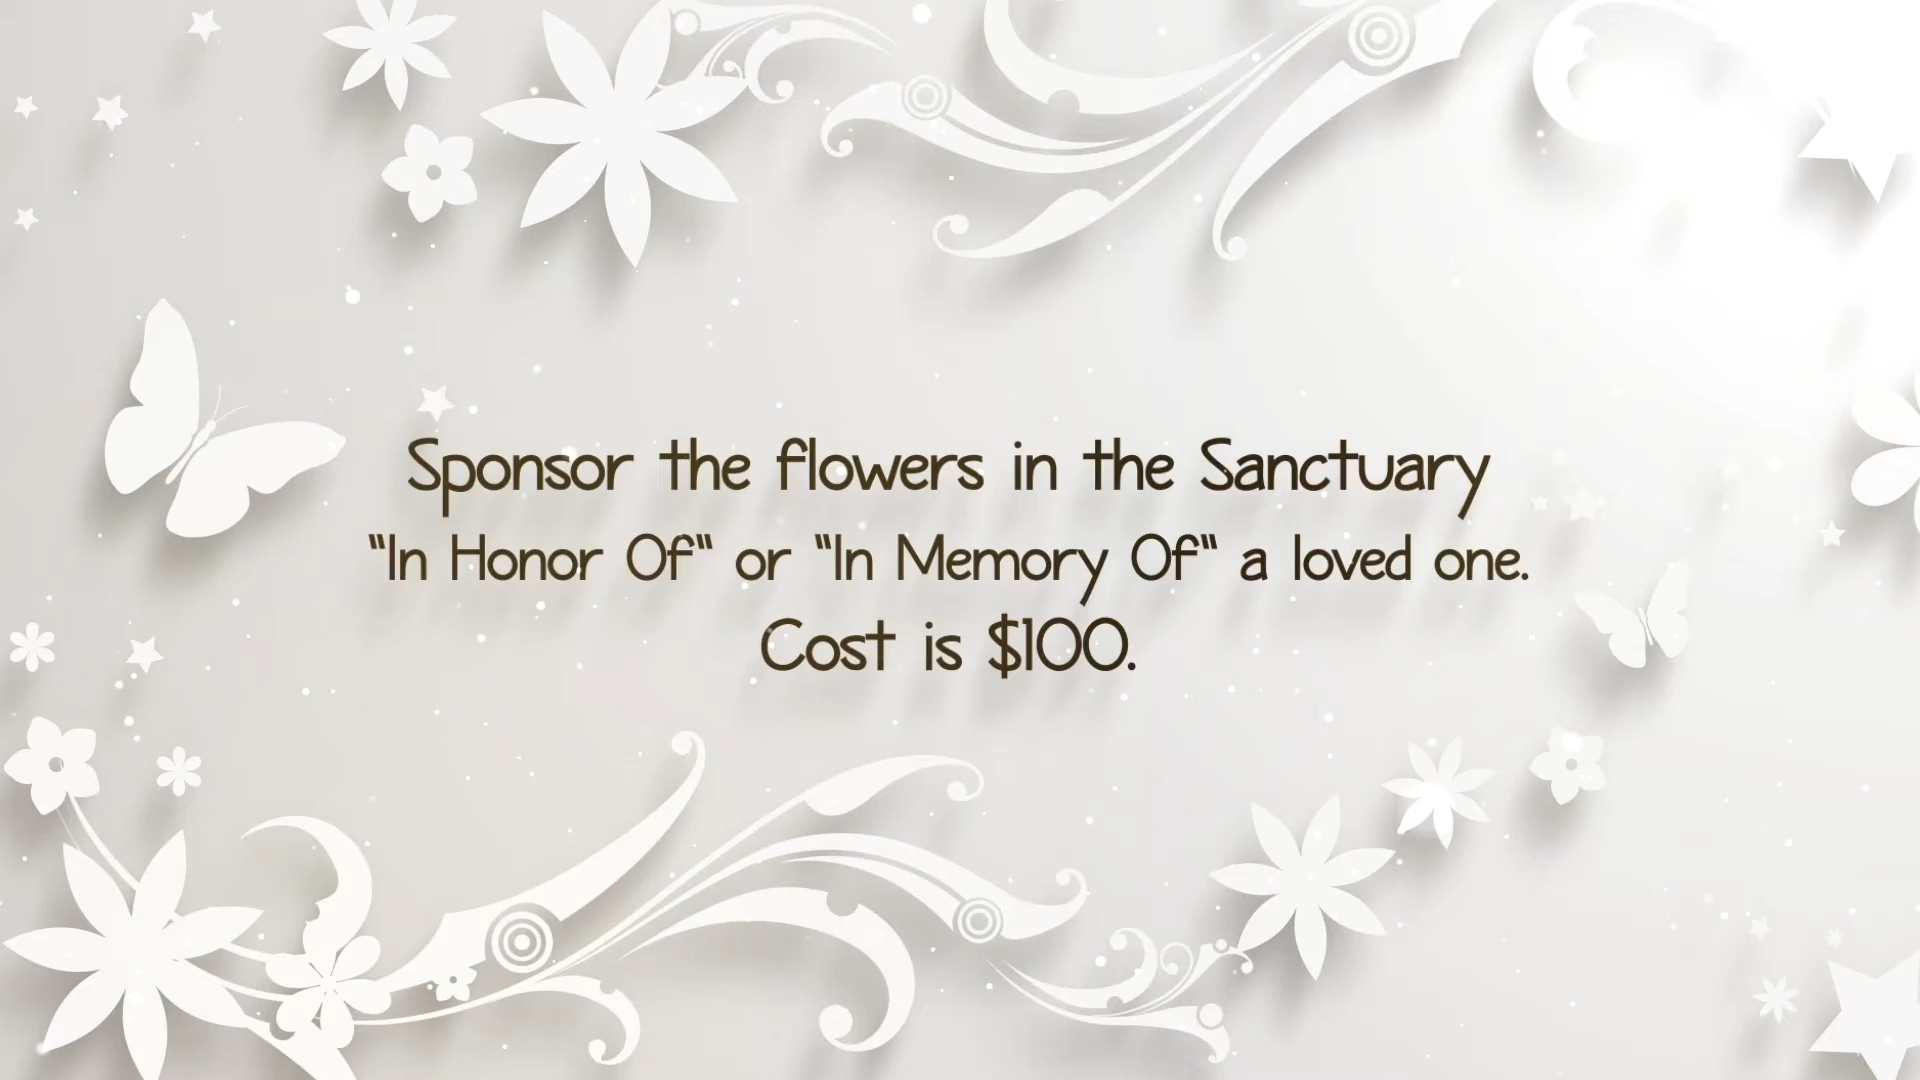 Sponsor the flowers in the Sanctuary
"In Honor Of" or "In Memory Of" a loved one.
Cost is $100.